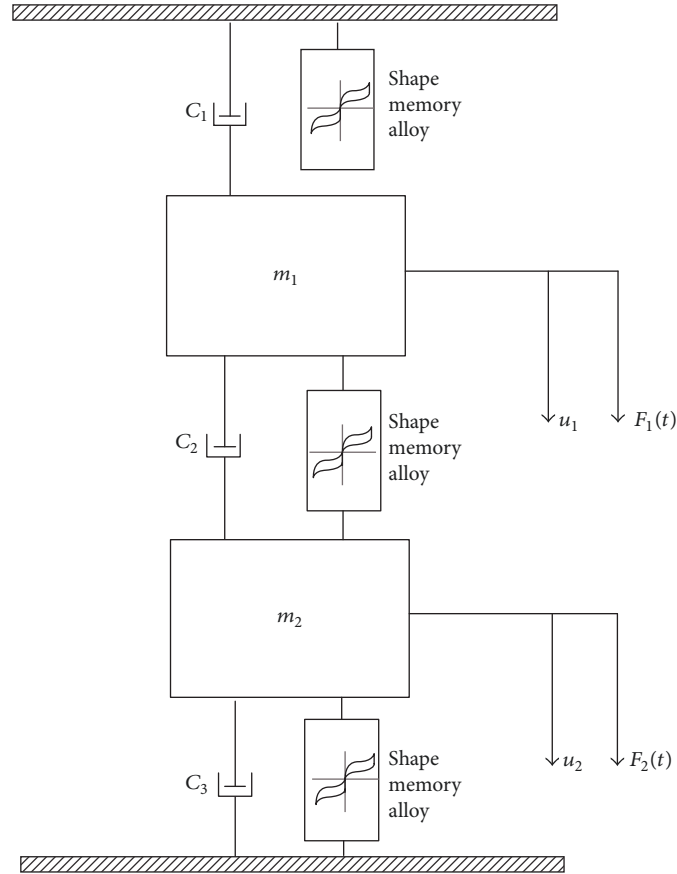 C₁
Shape
memory
alloy
m₁
u₁
F₁(t)
C₂
Shape
memory
alloy
m₂
u₂
F₂(t)
C₃
Shape
memory
alloy